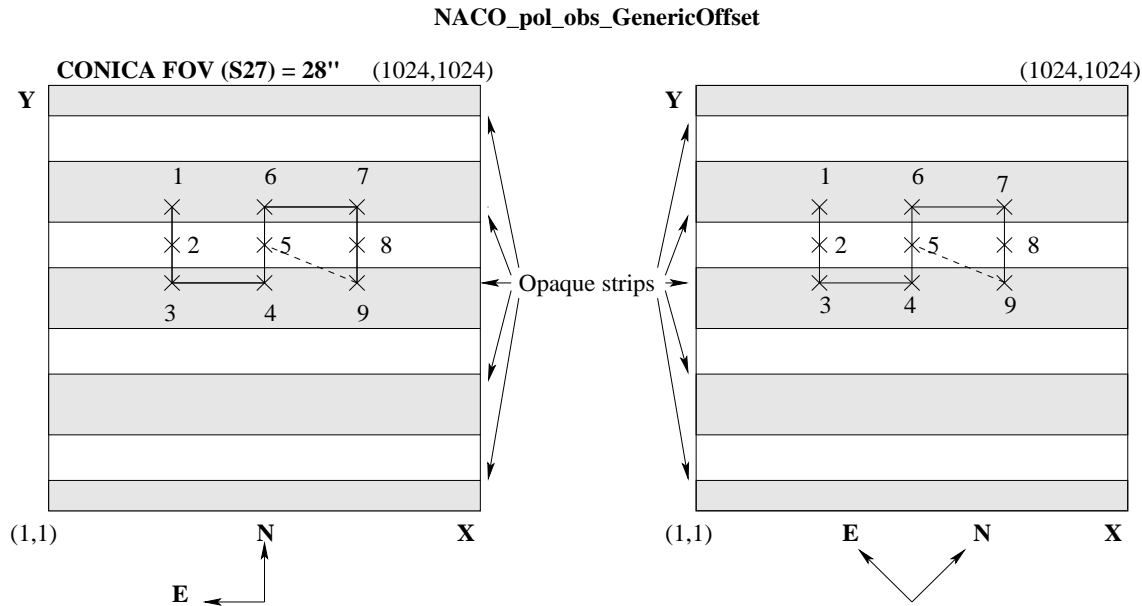 NACO_pol_obs_GenericOffset
CONICA FOV (S27) = 28" (1024,1024)
(1024,1024)
Y
Y
1 6 7
1 6 7
2 5 8
2 5 8
Opaque strips
3 4 9
3 4 9
(1,1) N X
(1,1) E N X
E